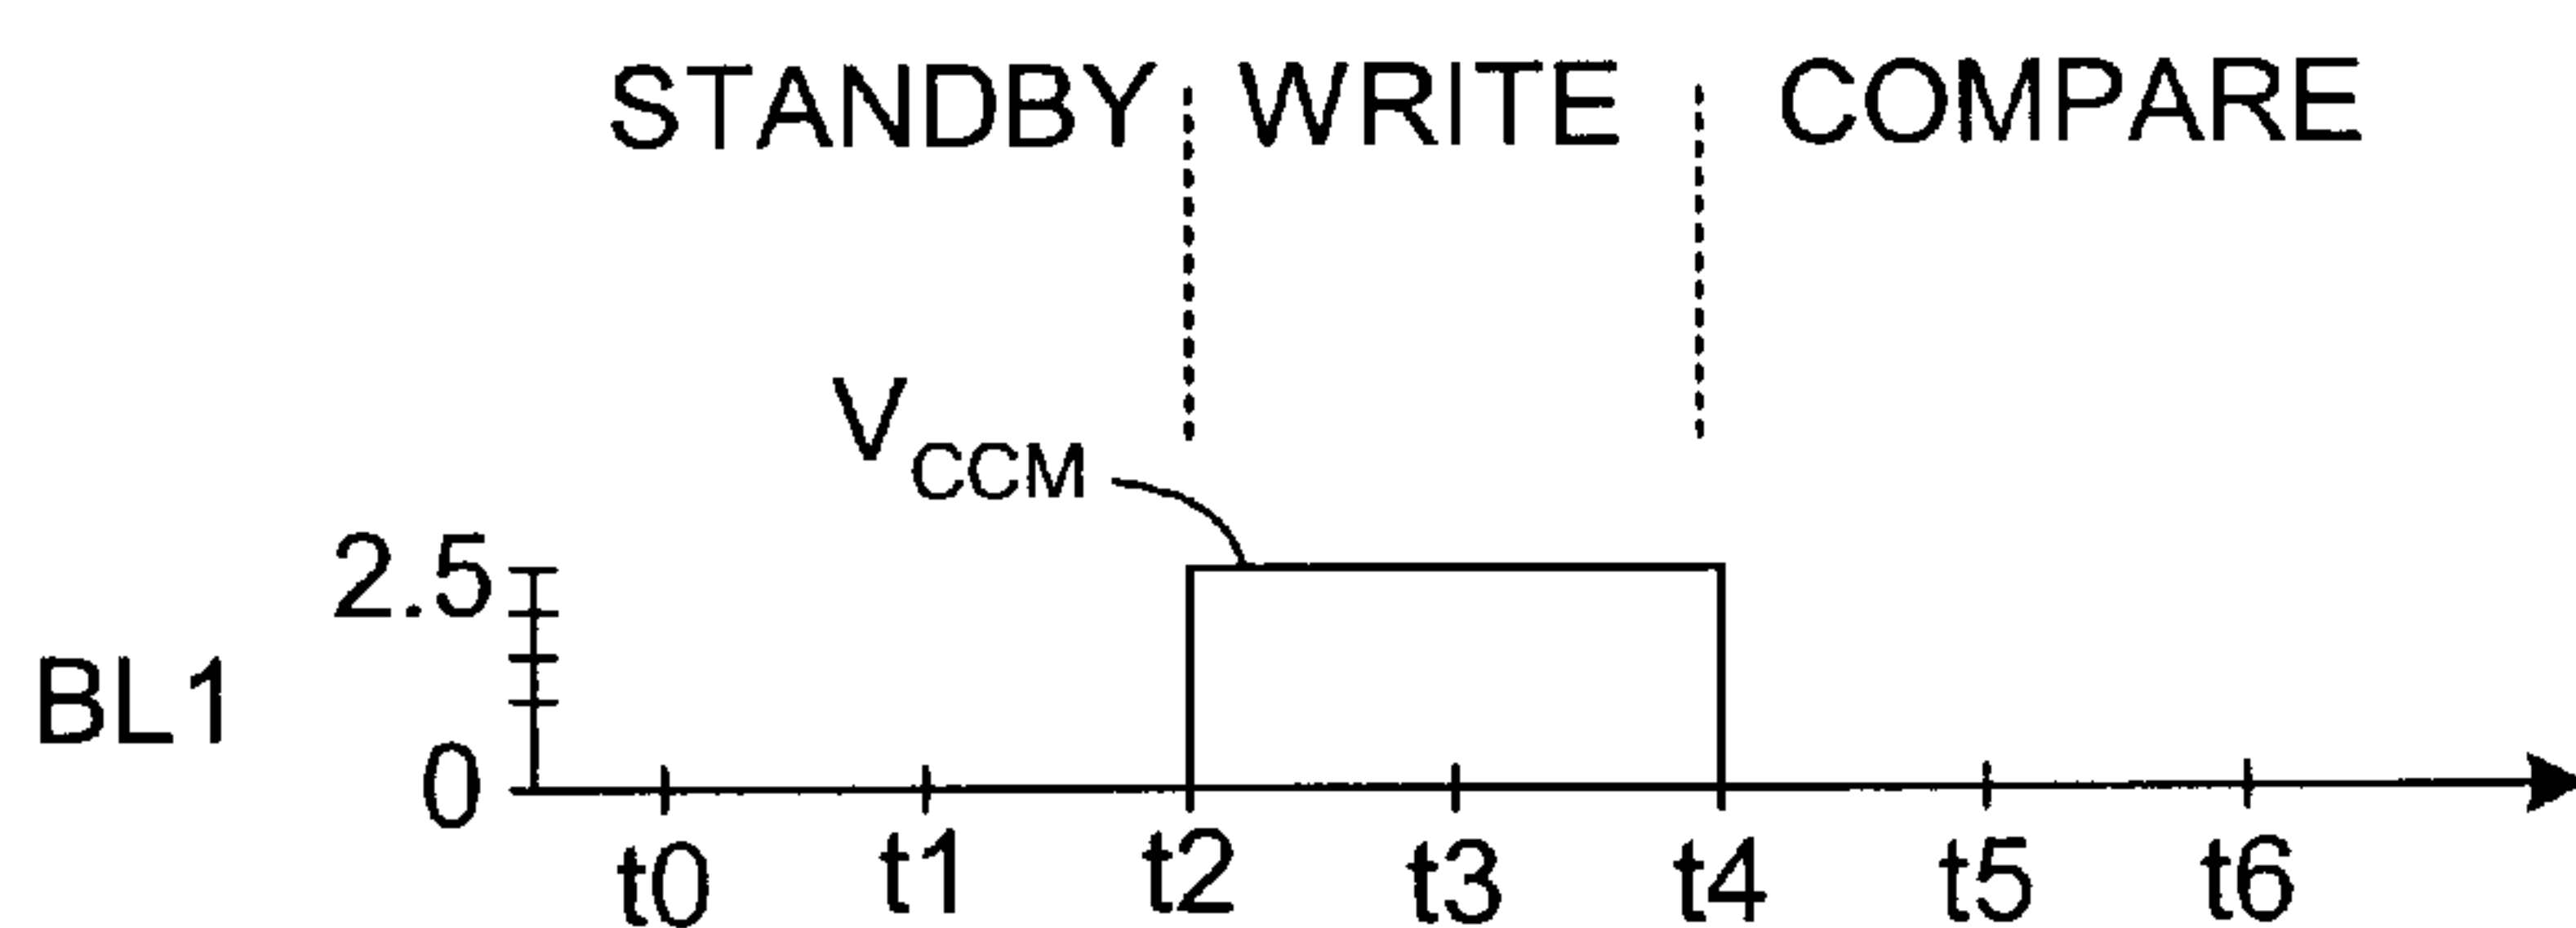 STANDBY WRITE COMPARE
VCCM
2.5
BL1
0
t0 t1 t2 t3 t4 t5 t6